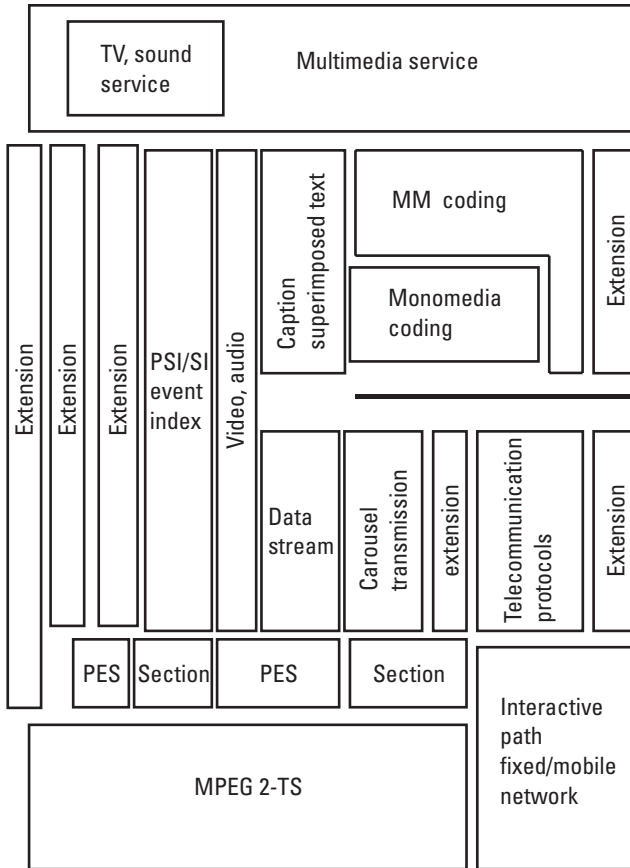 TV, sound
service
Multimedia service
Extension
Extension
Extension
PSI/SI
event
index
Video, audio
Caption
superimposed text
MM coding
Monomedia
coding
Extension
Data
stream
Carousel
transmission
extension
Telecommunication
protocols
Extension
PES
Section
PES
Section
Interactive
path
fixed/mobile
network
MPEG 2-TS